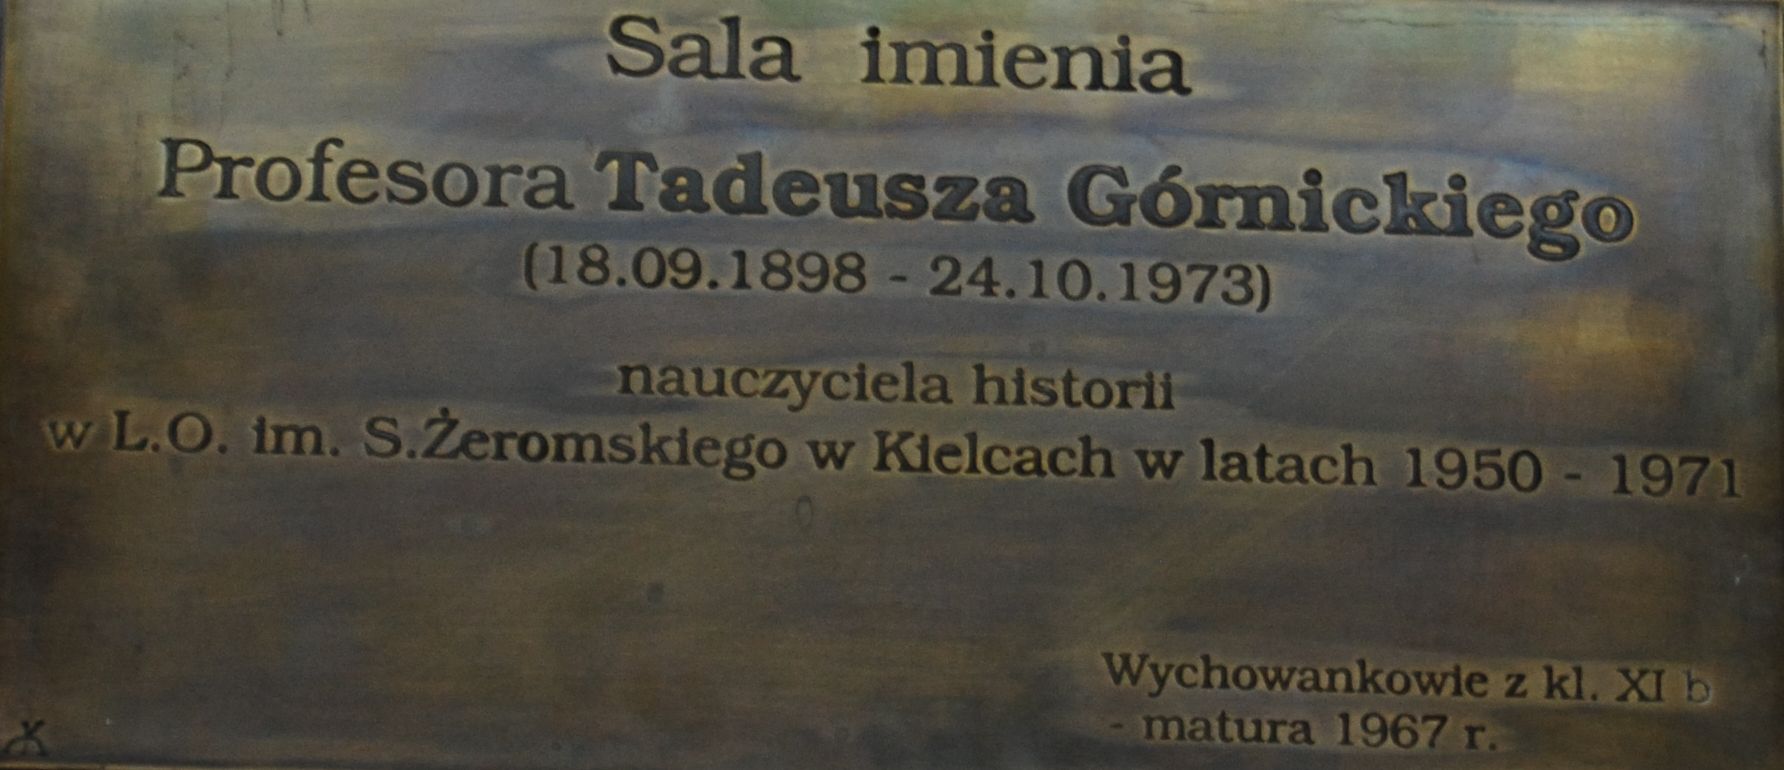 Sala imienia
Profesora Tadeusza Górnickiego
(18.09.1898 - 24.10.1973)
nauczyciela historii
w L.O. im. S.Żeromskiego w Kielcach w latach 1950 - 1971
Wychowankowie z kl. XI b
- matura 1967 r.